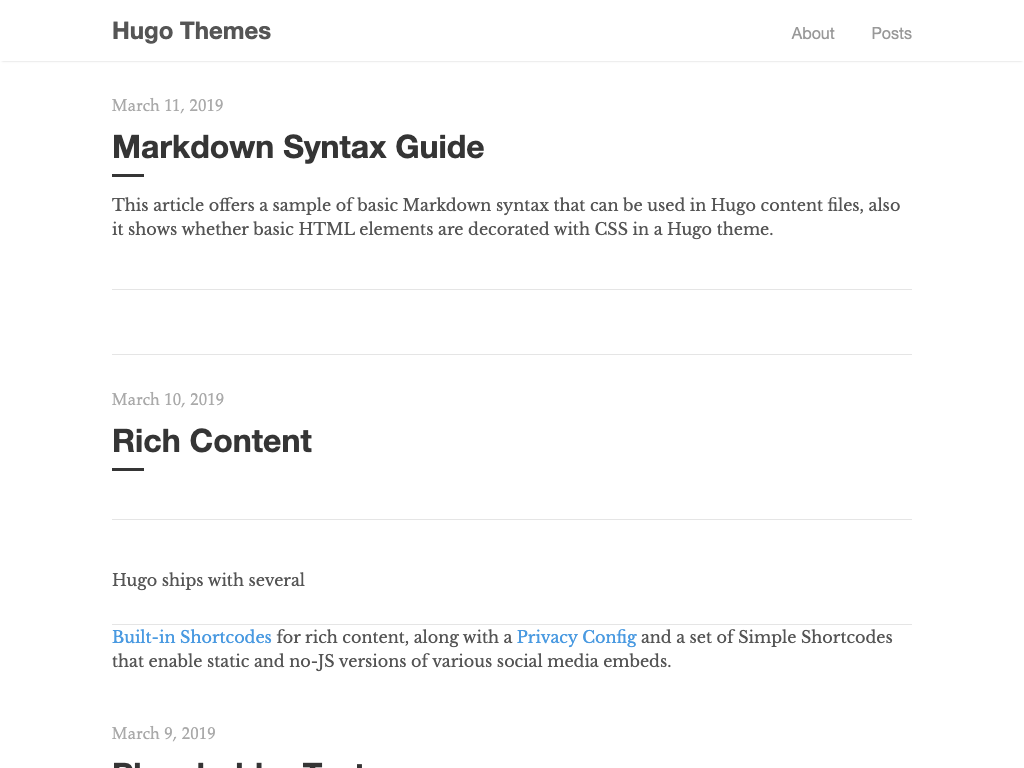 Hugo Themes
About Posts
March 11, 2019
Markdown Syntax Guide
This article offers a sample of basic Markdown syntax that can be used in Hugo content files, also
it shows whether basic HTML elements are decorated with CSS in a Hugo theme.
March 10, 2019
Rich Content
Hugo ships with several
Built-in Shortcodes for rich content, along with a Privacy Config and a set of Simple Shortcodes
that enable static and no-JS versions of various social media embeds.
March 9, 2019